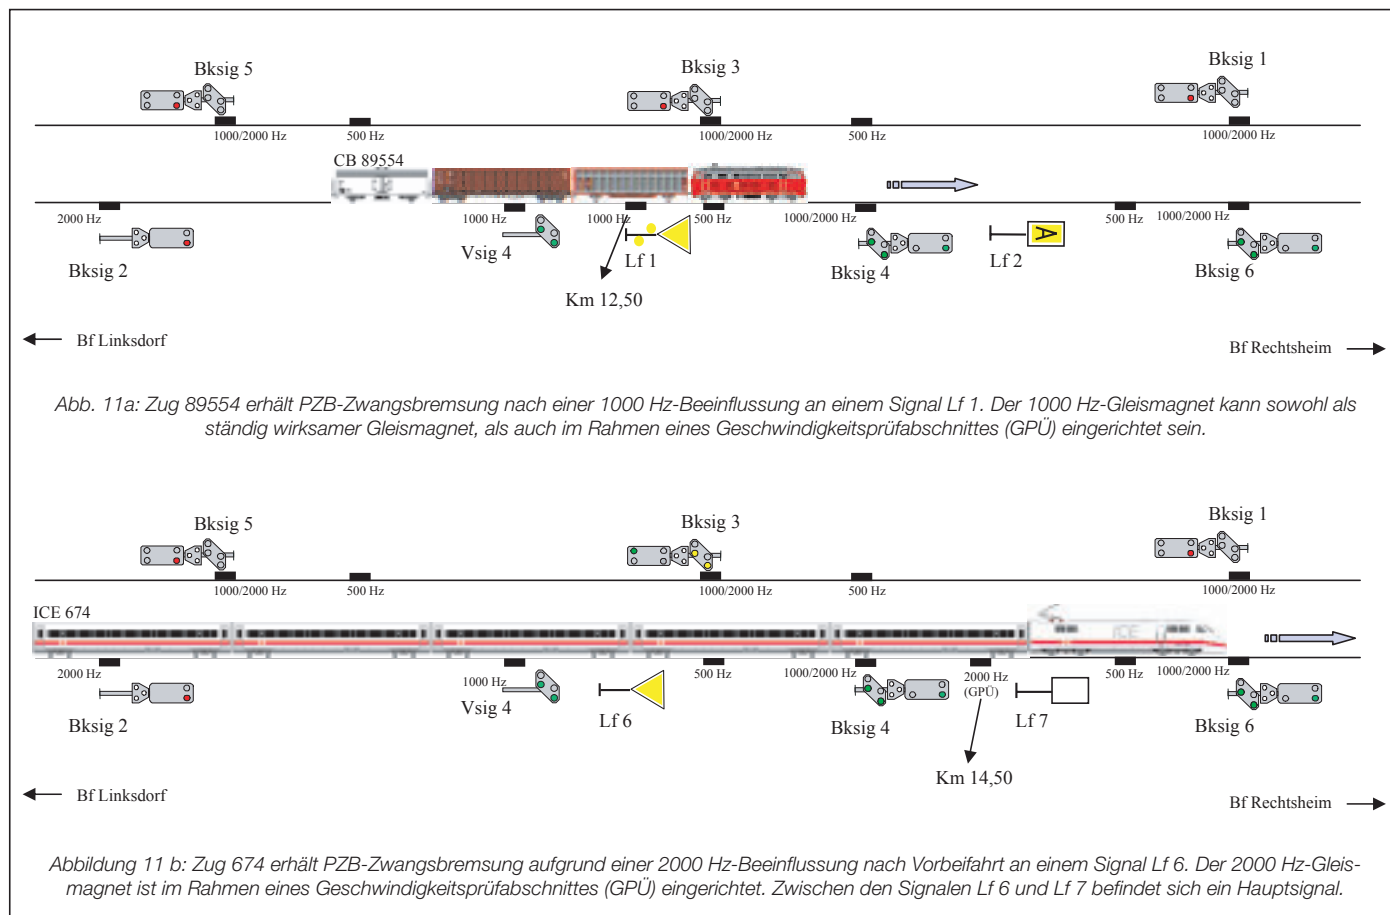 Bksig 5
Bksig 3
Bksig 1
1000/2000 Hz
500 Hz
1000/2000 Hz
500 Hz
1000/2000 Hz
CB 89554
2000 Hz
1000 Hz
1000 Hz
500 Hz
1000/2000 Hz
500 Hz
1000/2000 Hz
Bksig 2
Vsig 4
Lf 1
Bksig 4
Lf 2
A
Bksig 6
Km 12,50
Bf Linksdorf
Bf Rechtsheim
Abb. 11a: Zug 89554 erhält PZB-Zwangsbremsung nach einer 1000 Hz-Beeinflussung an einem Signal Lf 1. Der 1000 Hz-Gleismagnet kann sowohl als
ständig wirksamer Gleismagnet, als auch im Rahmen eines Geschwindigkeitsprüfabschnittes (GPÜ) eingerichtet sein.
Bksig 5
Bksig 3
Bksig 1
1000/2000 Hz
500 Hz
1000/2000 Hz
500 Hz
1000/2000 Hz
ICE 674
ICE
2000 Hz
1000 Hz
500 Hz
1000/2000 Hz
2000 Hz
(GPÜ)
500 Hz
1000/2000 Hz
Bksig 2
Vsig 4
Lf 6
Bksig 4
Lf 7
Bksig 6
Km 14,50
Bf Linksdorf
Bf Rechtsheim
Abbildung 11 b: Zug 674 erhält PZB-Zwangsbremsung aufgrund einer 2000 Hz-Beeinflussung nach Vorbeifahrt an einem Signal Lf 6. Der 2000 Hz-Gleis-
magnet ist im Rahmen eines Geschwindigkeitsprüfabschnittes (GPÜ) eingerichtet. Zwischen den Signalen Lf 6 und Lf 7 befindet sich ein Hauptsignal.